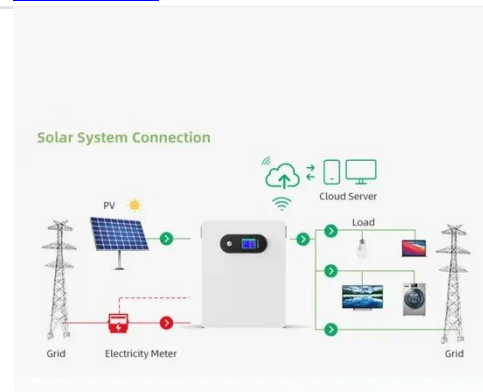 Solar System Connection
Cloud Server
PV
Load
Grid
Electricity Meter
Grid